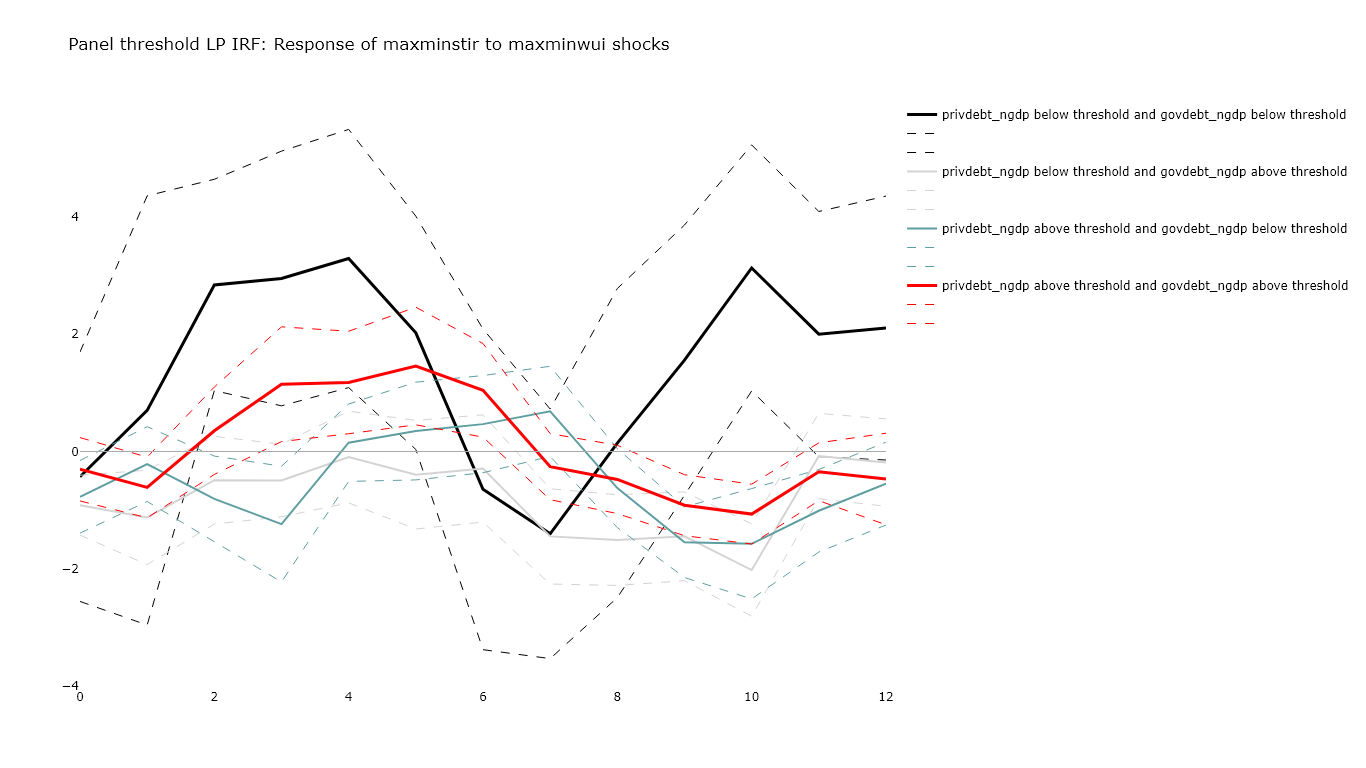 Panel threshold LP IRF: Response of maxminstir to maxminwui shocks
privdebt_ngdp below threshold and govdebt_ngdp below threshold
privdebt_ngdp below threshold and govdebt_ngdp above threshold
privdebt_ngdp above threshold and govdebt_ngdp below threshold
privdebt_ngdp above threshold and govdebt_ngdp above threshold
4
2
0
−2
−4
0 2 4 6 8 10 12